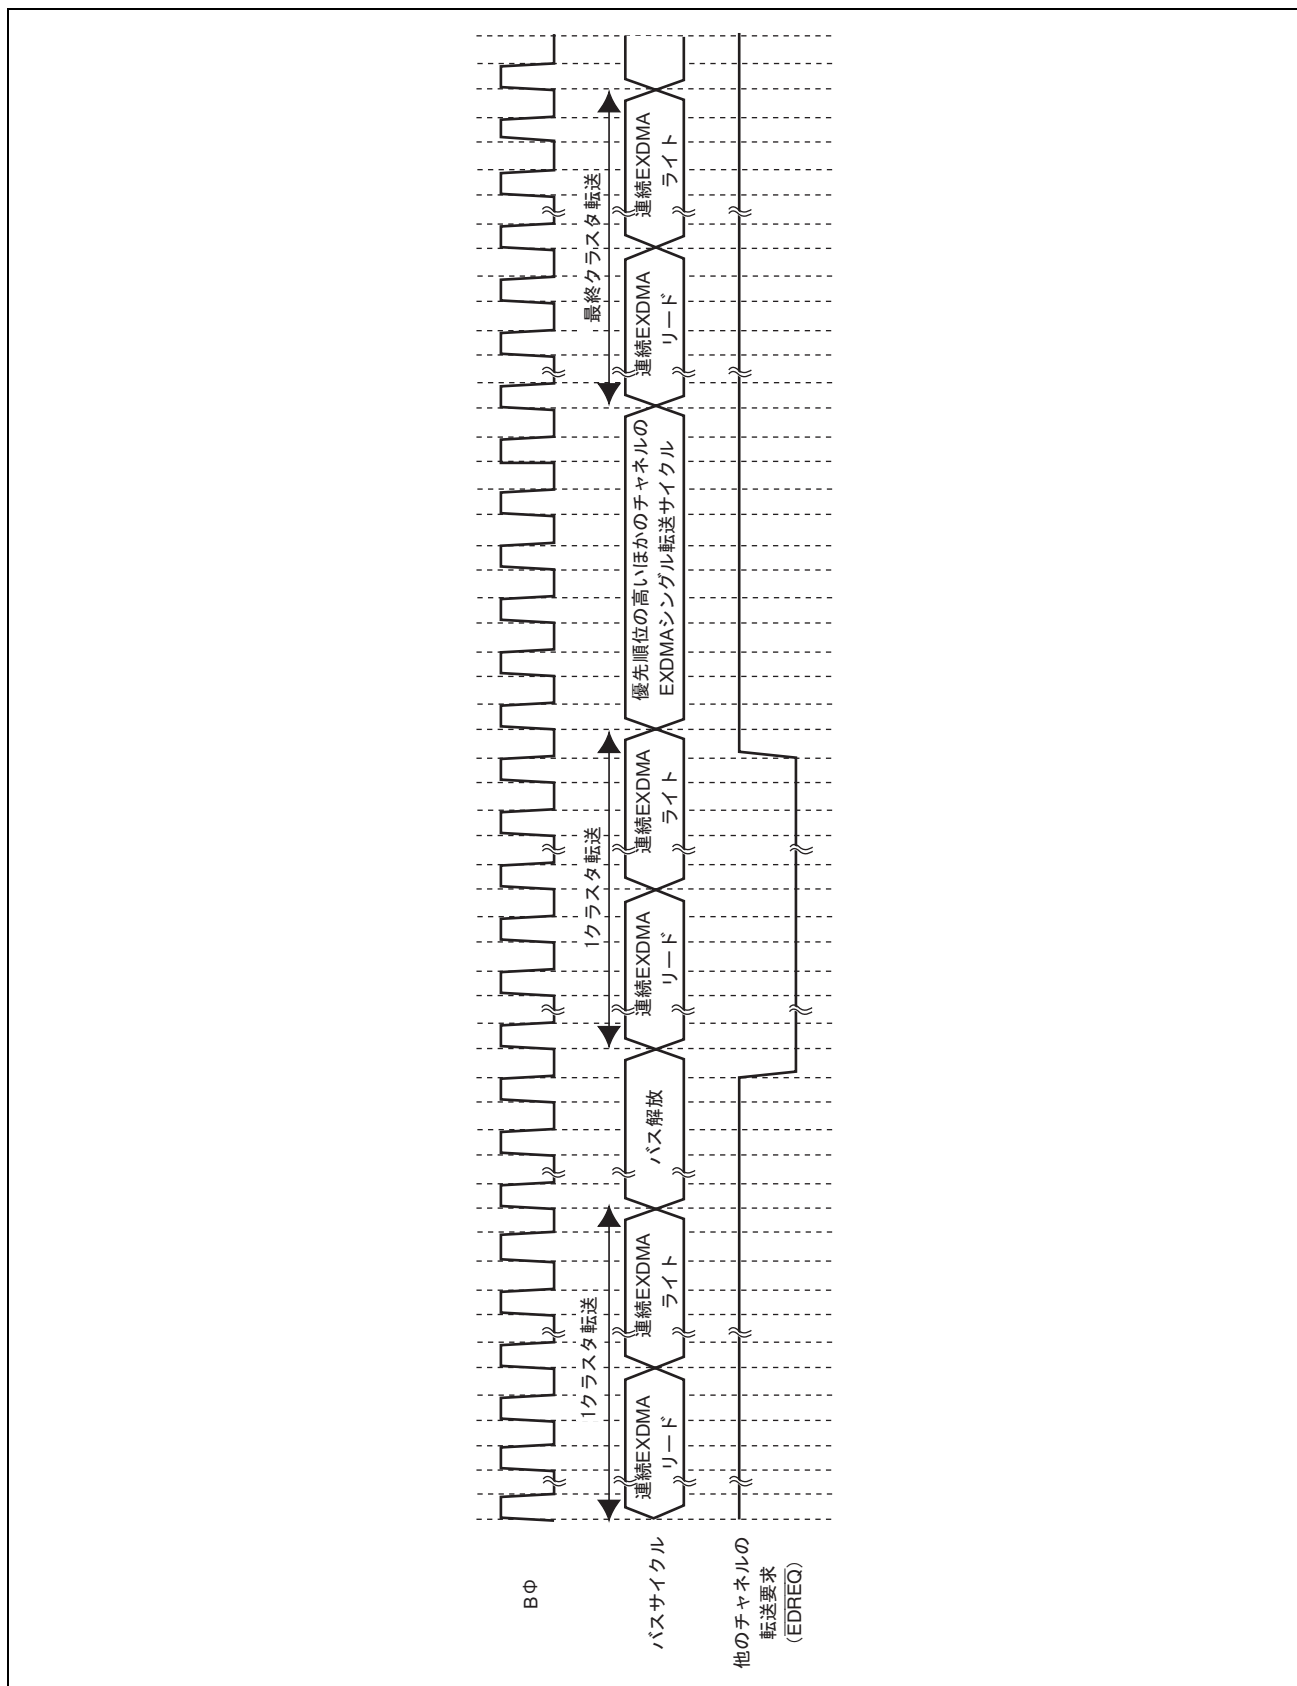 Bφ
1クラスタ転送
1クラスタ転送
最終クラスタ転送
バスサイクル
連続EXDMA
リード
連続EXDMA
ライト
バス解放
連続EXDMA
リード
連続EXDMA
ライト
優先順位の高いほかのチャネルの
EXDMAシングル転送サイクル
連続EXDMA
リード
連続EXDMA
ライト
他のチャネルの
転送要求
(EDREQ)